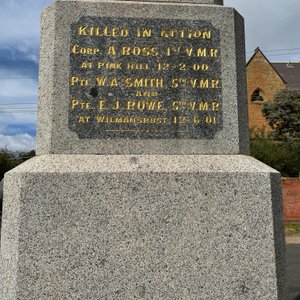 KILLED IN ACTION
CORP. A. ROSS, 1ST V.M.R.
AT PINK HILL 12-2-00.
PTE. W.A. SMITH, 5TH V.M.R.
AND
PTE. E.J. ROWE, 5TH V.M.R.
AT WILMANSRUST 12-6-01